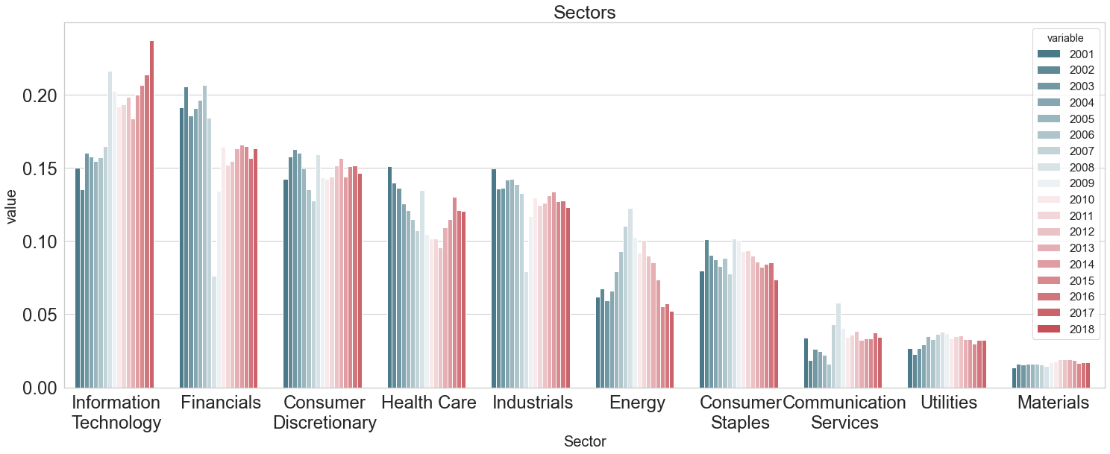 Sectors
variable
2001
2002
2003
2004
2005
2006
2007
2008
2009
2010
2011
2012
2013
2014
2015
2016
2017
2018
value
0.20
0.15
0.10
0.05
0.00
Information
Technology
Financials
Consumer
Discretionary
Health Care
Industrials
Energy
Consumer
Staples
Communication
Services
Utilities
Materials
Sector